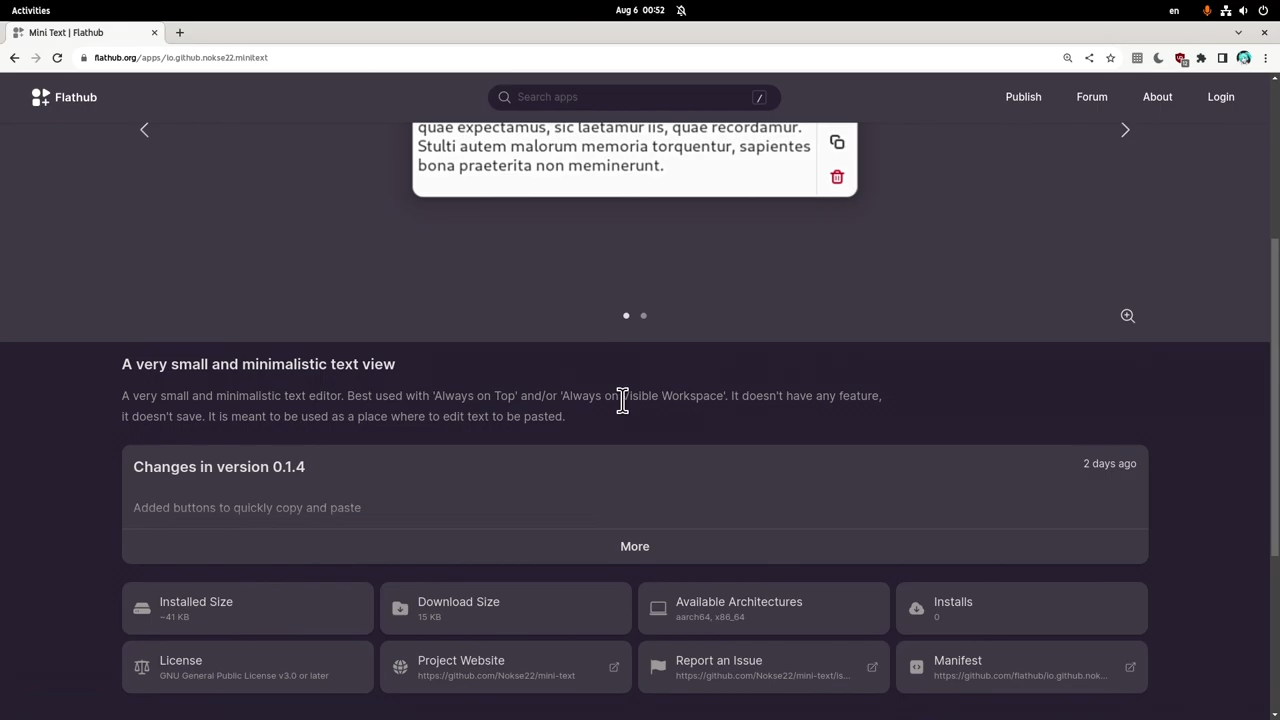 Activities
Aug 6 00:52
en
Mini Text | Flathub
flathub.org/apps/io.github.nokse22.minitext
Flathub
Search apps
/
Publish
Forum
About
Login
quae expectamus, sic laetamur iis, quae recordamur.
Stulti autem malorum memoria torquentur, sapientes
bona praeterita non meminerunt.
A very small and minimalistic text view
A very small and minimalistic text editor. Best used with 'Always on Top' and/or 'Always on Visible Workspace'. It doesn't have any feature,
it doesn't save. It is meant to be used as a place where to edit text to be pasted.
Changes in version 0.1.4
2 days ago
Added buttons to quickly copy and paste
More
Installed Size
~41 KB
Download Size
15 KB
Available Architectures
aarch64, x86_64
Installs
0
License
GNU General Public License v3.0 or later
Project Website
https://github.com/Nokse22/mini-text
Report an Issue
https://github.com/Nokse22/mini-text/is...
Manifest
https://github.com/flathub/io.github.nok...